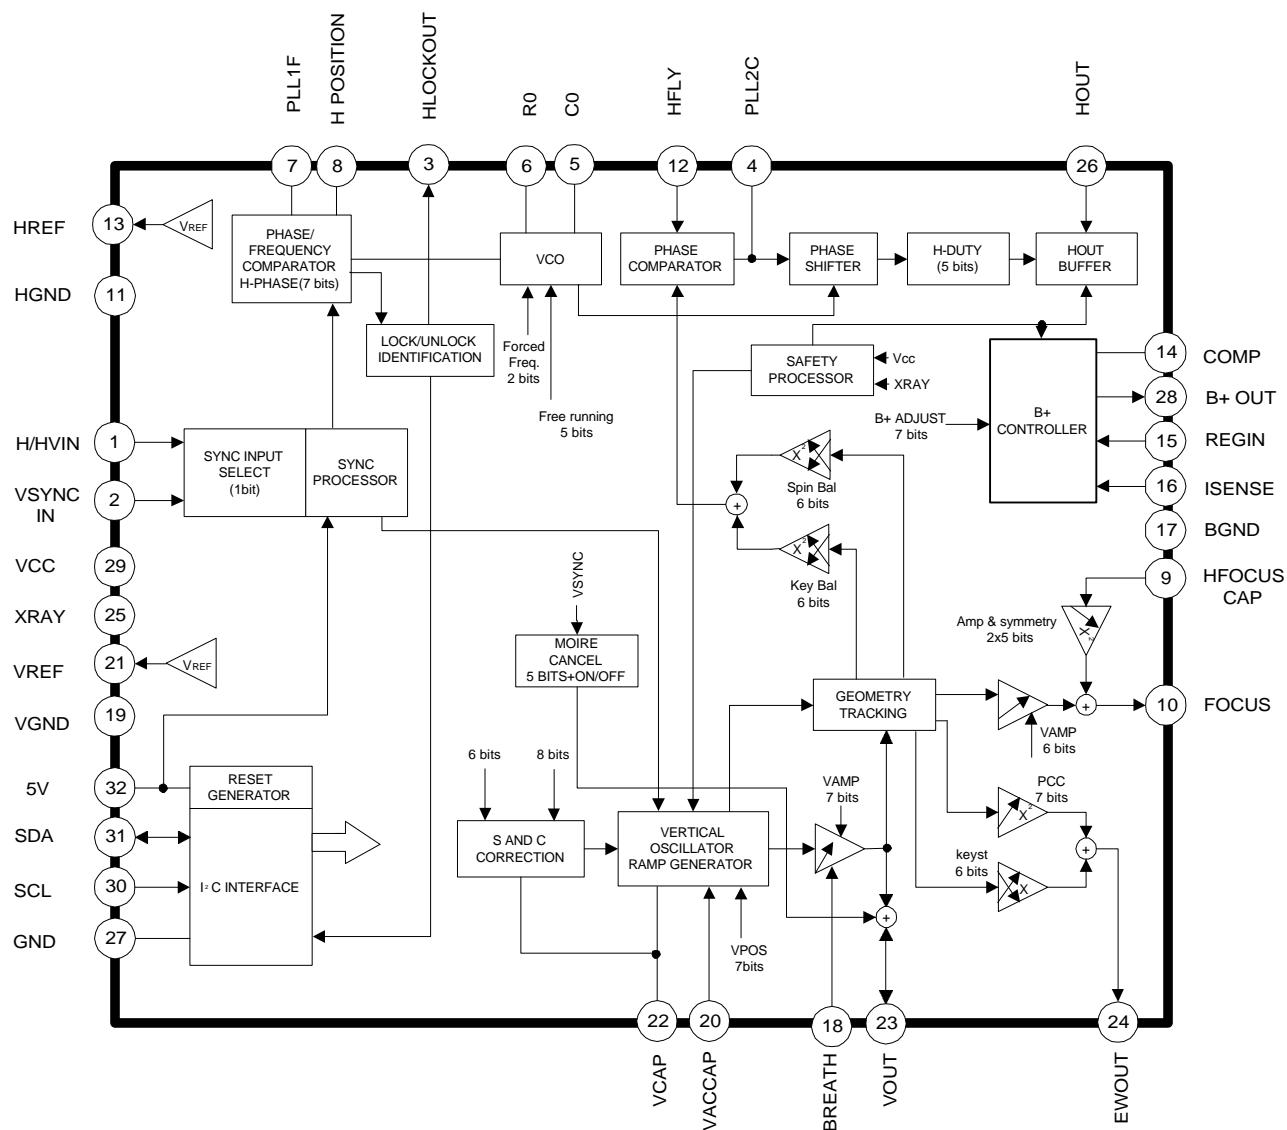 PLL1F
H POSITION
HLOCKOUT
R0
C0
HFLY
PLL2C
HOUT
7
8
3
6
5
12
4
26
HREF
13
VREF
HGND
11
PHASE/
FREQUENCY
COMPARATOR
H-PHASE(7 bits)
VCO
PHASE
COMPARATOR
PHASE
SHIFTER
H-DUTY
(5 bits)
HOUT
BUFFER
LOCK/UNLOCK
IDENTIFICATION
Forced
Freq.
2 bits
Free running
5 bits
SAFETY
PROCESSOR
Vcc
XRAY
B+ ADJUST
7 bits
B+
CONTROLLER
14
COMP
28
B+ OUT
15
REGIN
16
ISENSE
17
BGND
9
HFOCUS
CAP
10
FOCUS
H/HVIN
1
VSYNC
IN
2
SYNC INPUT
SELECT
(1bit)
SYNC
PROCESSOR
VCC
29
XRAY
25
VREF
21
VREF
VGND
19
5V
32
SDA
31
SCL
30
GND
27
RESET
GENERATOR
I²C INTERFACE
X²
Spin Bal
6 bits
+
X²
Key Bal
6 bits
VSYNC
MOIRE
CANCEL
5 BITS+ON/OFF
Amp & symmetry
2x5 bits
X²
GEOMETRY
TRACKING
+
VAMP
6 bits
6 bits
8 bits
S AND C
CORRECTION
VERTICAL
OSCILLATOR
RAMP GENERATOR
VAMP
7 bits
PCC
7 bits
X²
+
keyst
6 bits
X
+
VPOS
7bits
22
20
18
23
24
VCAP
VACCCAP
BREATH
VOUT
EWOUT